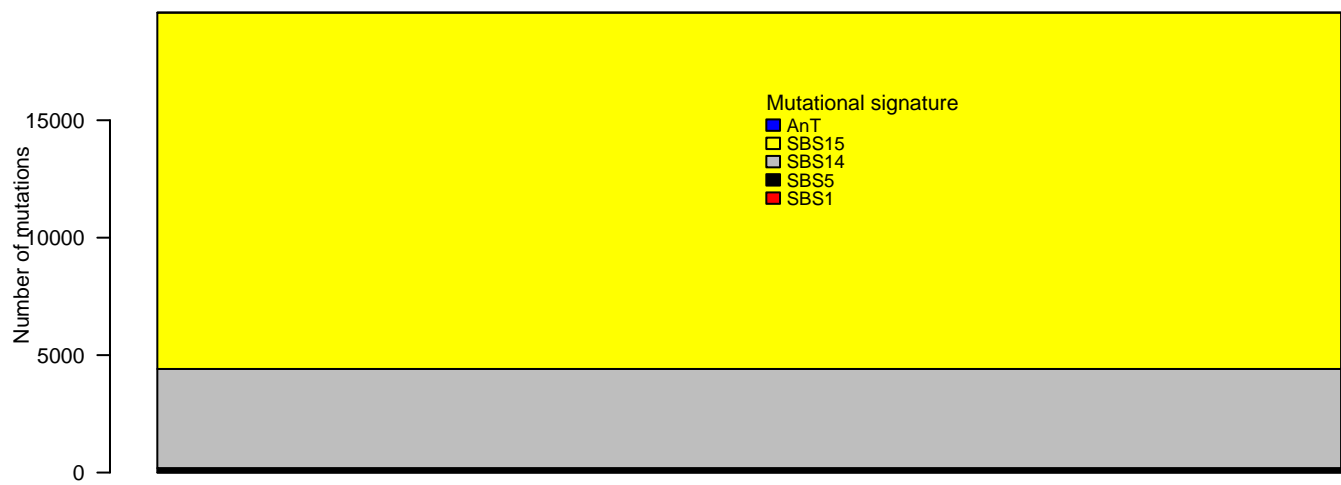 Number of mutations
15000
10000
5000
0
Mutational signature
AnT
SBS15
SBS14
SBS5
SBS1